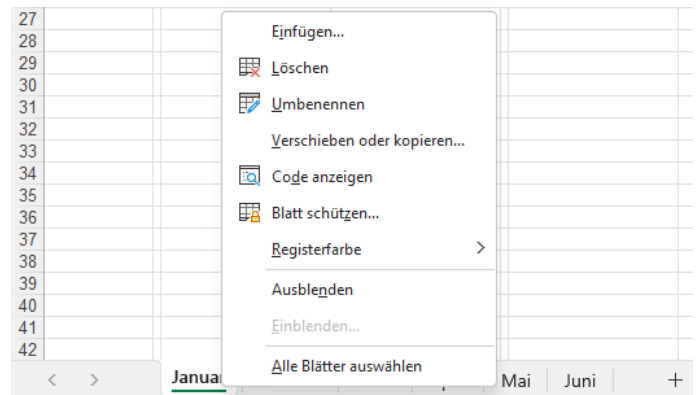 27
28
29
30
31
32
33
34
35
36
37
38
39
40
41
42
Einfügen...
Löschen
Umbenennen
Verschieben oder kopieren...
Code anzeigen
Blatt schützen...
Registerfarbe
Ausblenden
Einblenden...
Alle Blätter auswählen
Mai Juni